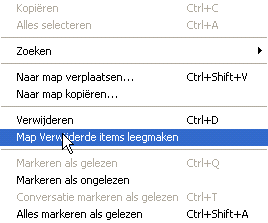 Kopiëren Ctrl+C
Alles selecteren Ctrl+A
Zoeken
Naar map verplaatsen... Ctrl+Shift+V
Naar map kopiëren...
Verwijderen Ctrl+D
Map Verwijderde items leegmaken
Markeren als gelezen Ctrl+Q
Markeren als ongelezen
Conversatie markeren als gelezen Ctrl+T
Alles markeren als gelezen Ctrl+Shift+A